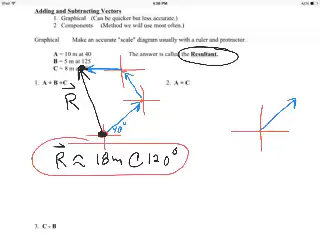 iPad
4:56 PM
Adding and Subtracting Vectors
1. Graphical (Can be quicker but less accurate.)
2 Components (Method we will use most often.)
Graphical Make an accurate "scale" diagram usually with a ruler and protractor.
A = 10 m at 40 The answer is called the Resultant.
B = 5 m at 125
C = 8 m
1. A + B + C 2. A + C
R
40°
R ≈ 18m @ 120°
3. C - B